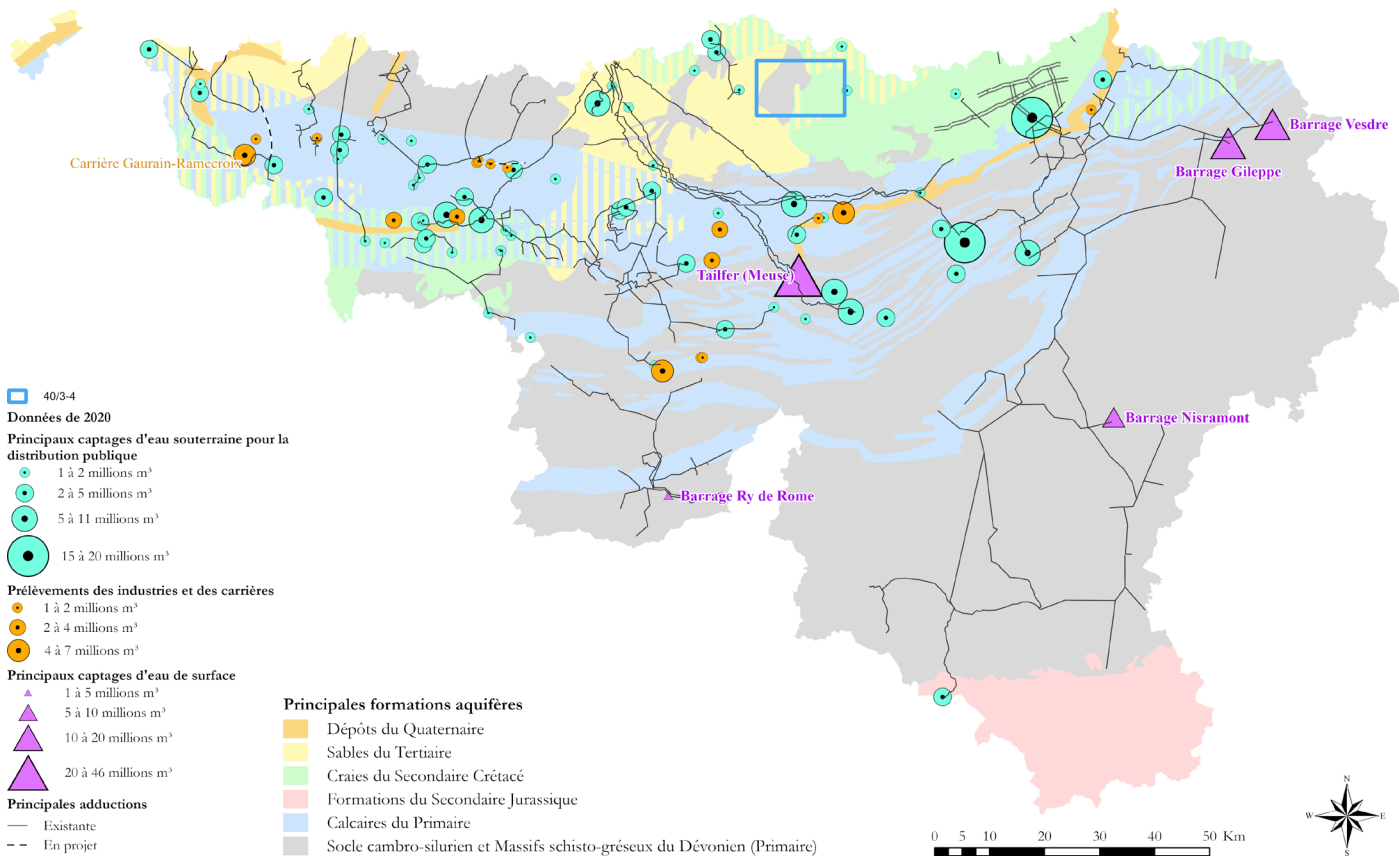 Barrage Vesdre
Carrière Gaurain-Ramecroix
Barrage Gileppe
Tailfer (Meuse)
Barrage Nisramont
Barrage Ry de Rome
40/3-4
Données de 2020
Principaux captages d'eau souterraine pour la
distribution publique
1 à 2 millions m³
2 à 5 millions m³
5 à 11 millions m³
15 à 20 millions m³
Prélèvements des industries et des carrières
1 à 2 millions m³
2 à 4 millions m³
4 à 7 millions m³
Principaux captages d'eau de surface
1 à 5 millions m³
5 à 10 millions m³
10 à 20 millions m³
20 à 46 millions m³
Principales adductions
Existante
En projet
Principales formations aquifères
Dépôts du Quaternaire
Sables du Tertiaire
Craies du Secondaire Crétacé
Formations du Secondaire Jurassique
Calcaires du Primaire
Socle cambro-silurien et Massifs schisto-gréseux du Dévonien (Primaire)
0 5 10 20 30 40 50 Km
N
W E
S